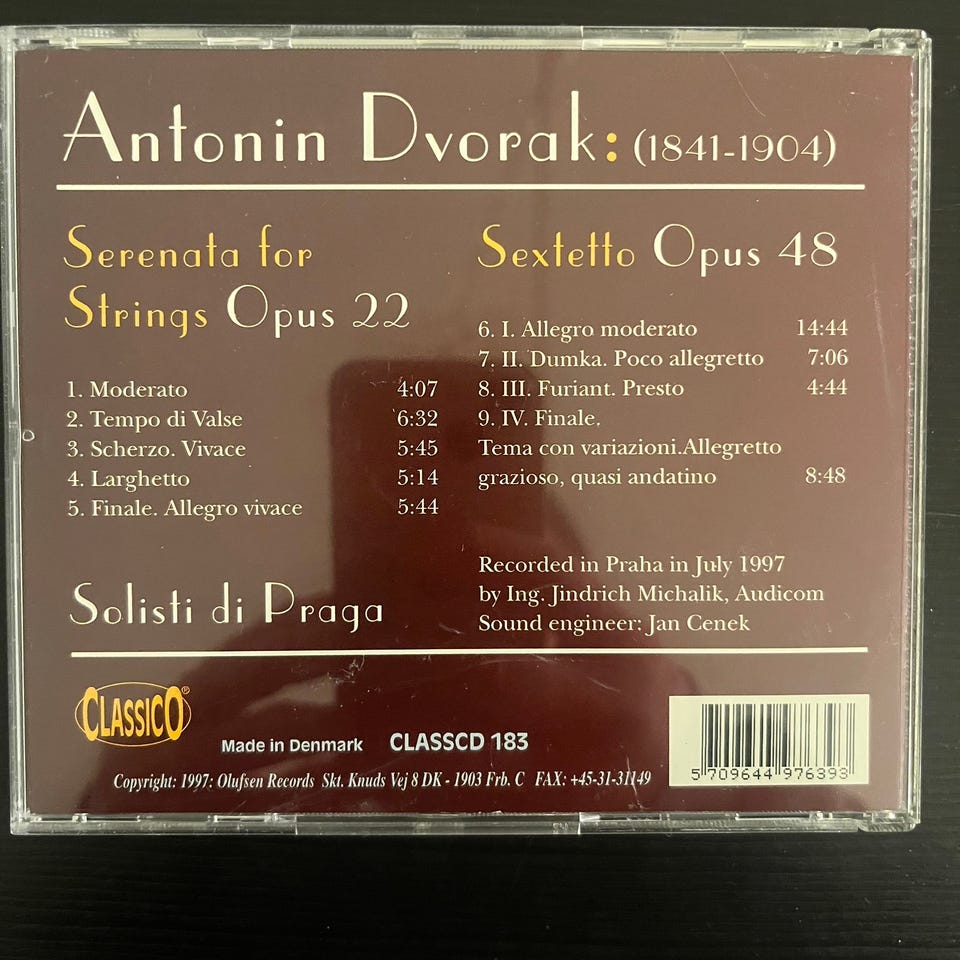 Antonin Dvorak: (1841-1904)
Serenata for
Strings Opus 22
1. Moderato 4:07
2. Tempo di Valse 6:32
3. Scherzo. Vivace 5:45
4. Larghetto 5:14
5. Finale. Allegro vivace 5:44
Solisti di Praga
Sextetto Opus 48
6. I. Allegro moderato 14:44
7. II. Dumka. Poco allegretto 7:06
8. III. Furiant. Presto 4:44
9. IV. Finale.
Tema con variazioni.Allegretto
grazioso, quasi andatino 8:48
Recorded in Praha in July 1997
by Ing. Jindrich Michalik, Audicom
Sound engineer: Jan Cenek
CLASSICO®
Made in Denmark CLASSCD 183
Copyright: 1997: Olufsen Records Skt. Knuds Vej 8 DK - 1903 Frb. C FAX: +45-31-31149
5 709644 976393